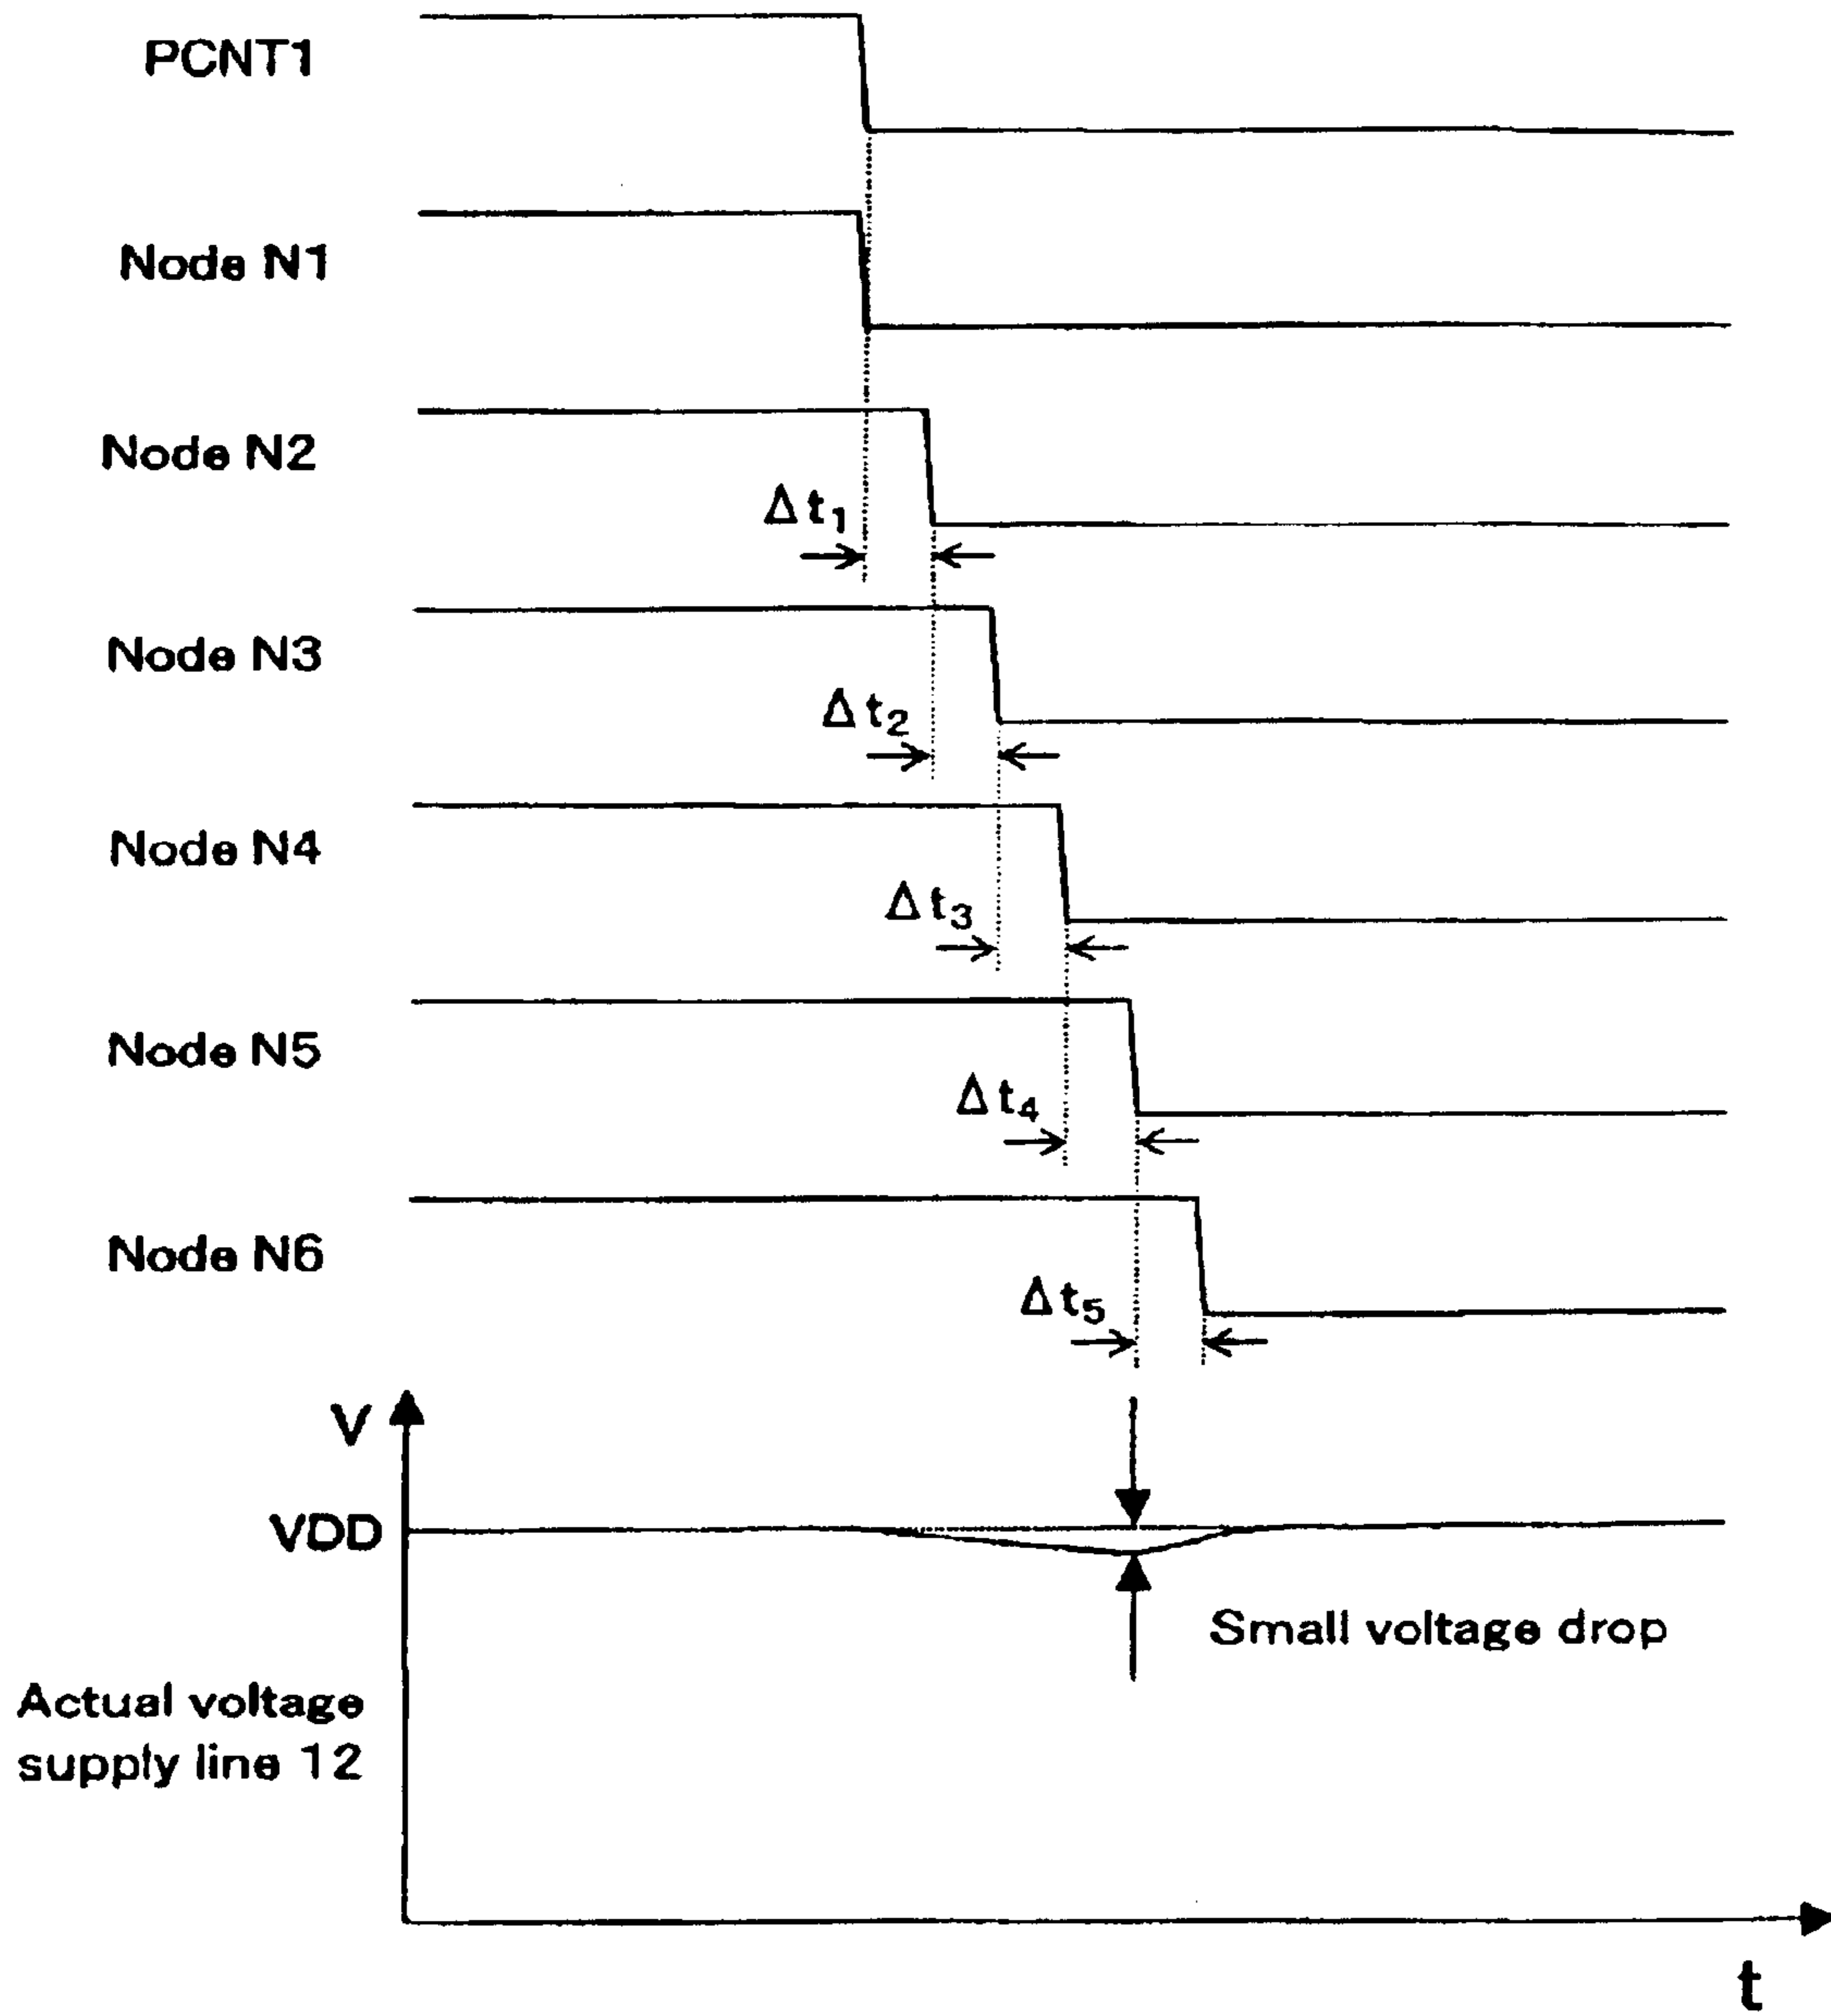 PCNT1
Node N1
Node N2
Δt₁
Node N3
Δt₂
Node N4
Δt₃
Node N5
Δt₄
Node N6
Δt₅
V
VDD
Small voltage drop
Actual voltage
supply line 12
t